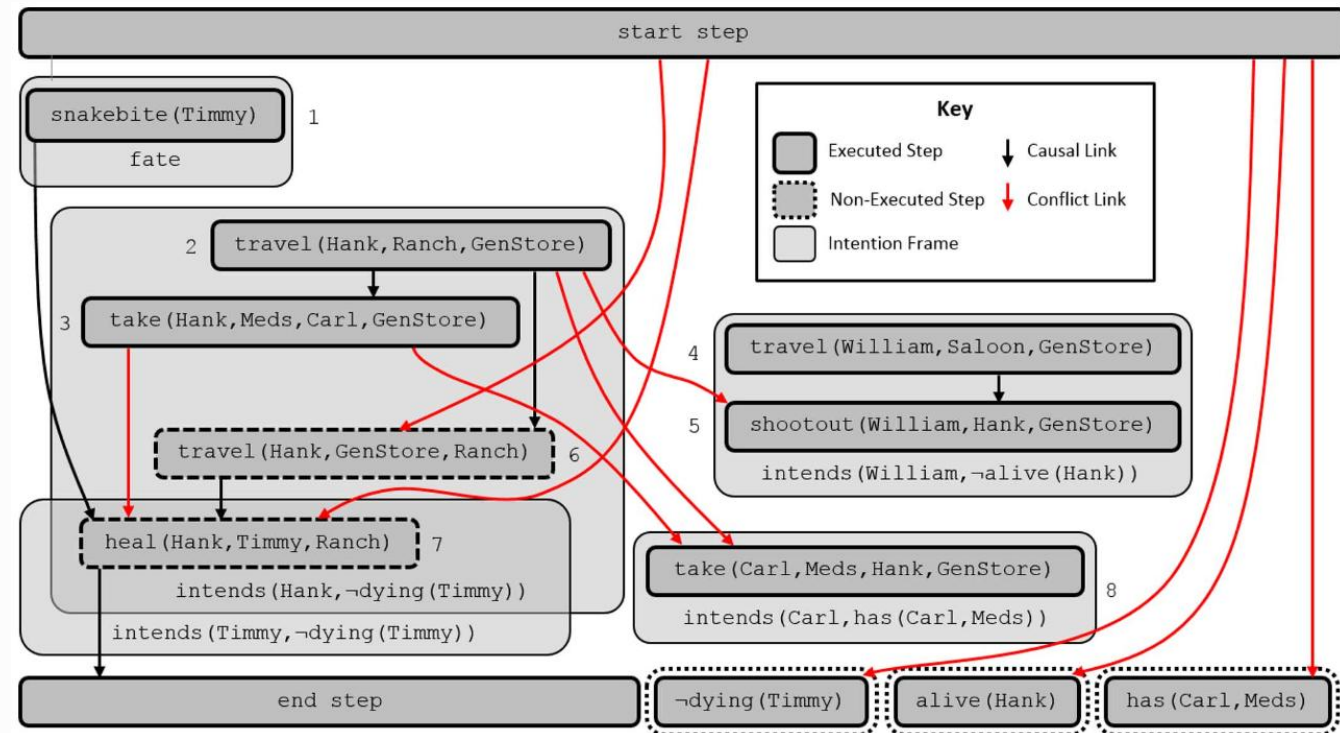 start step
snakebite(Timmy)
1
fate
Key
Executed Step
Causal Link
Non-Executed Step
Conflict Link
Intention Frame
2
travel(Hank,Ranch,GenStore)
3
take(Hank,Meds,Carl,GenStore)
4
travel(William,Saloon,GenStore)
5
shootout(William,Hank,GenStore)
intends(William,¬alive(Hank))
travel(Hank,GenStore,Ranch)
6
heal(Hank,Timmy,Ranch)
7
intends(Hank,¬dying(Timmy))
intends(Timmy,¬dying(Timmy))
take(Carl,Meds,Hank,GenStore)
8
intends(Carl,has(Carl,Meds))
end step
¬dying(Timmy)
alive(Hank)
has(Carl,Meds)